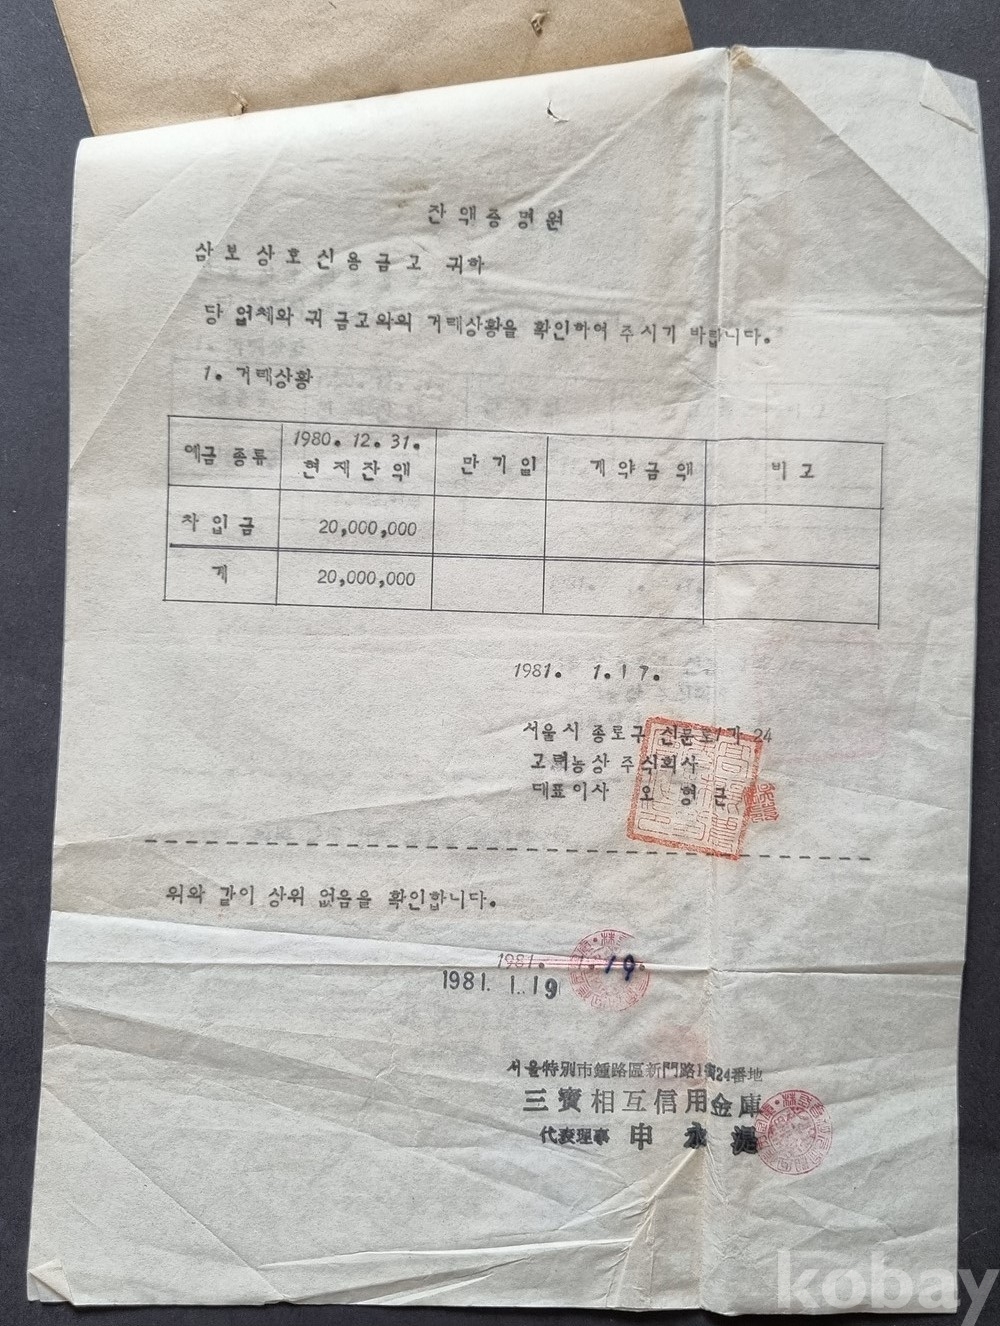 잔액증명원
삼보상호신용금고 귀하
당 업체와 귀 금고와의 거래상황을 확인하여 주시기 바랍니다.
1. 거래상황
예금 종류 1980. 12. 31. 현재잔액 만기일 계약금액 비고
차입금 20,000,000
계 20,000,000
1981. 1. 17.
서울시 종로구 신문로1가 24
고려농상 주식회사
대표이사 오형근
위와 같이 상위 없음을 확인합니다.
1981. 1. 19.
1981. 1. 19
서울特別市鍾路區新門路1街24番地
三寶相互信用金庫
代表理事 申永
kobay